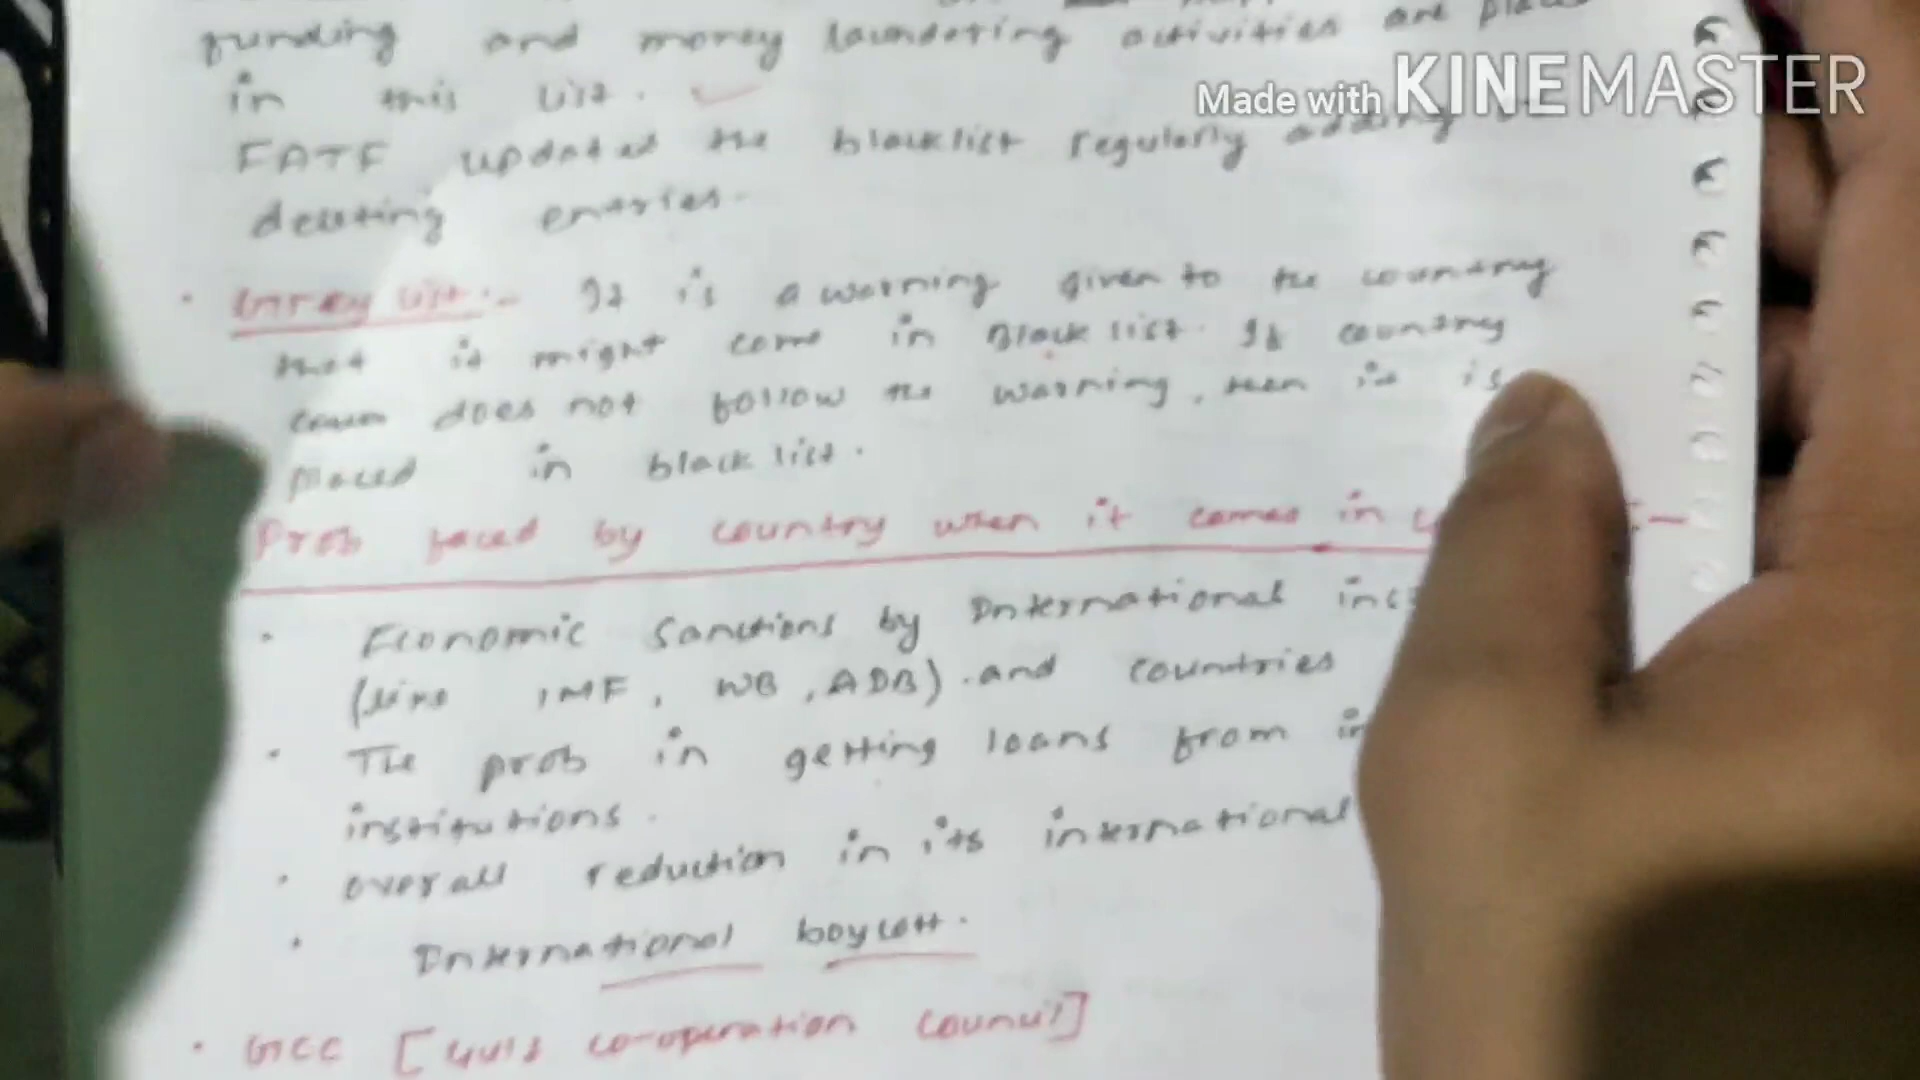 funding and money laundering activities are
in this list.
Made with KINEMASTER
FATF updates the blacklist regularly adding
deleting entries.
• Grey list:- It is a warning given to the country
that it might come in Black list. If country
does not follow the warning, then it is
placed in black list.
Prob faced by country when it comes in
• Economic sanctions by International
(like IMF, WB, ADB) and countries
• The prob in getting loans from
institutions.
• overall reduction in its international
• International boycott.
• GCC [Gulf co-operation council]